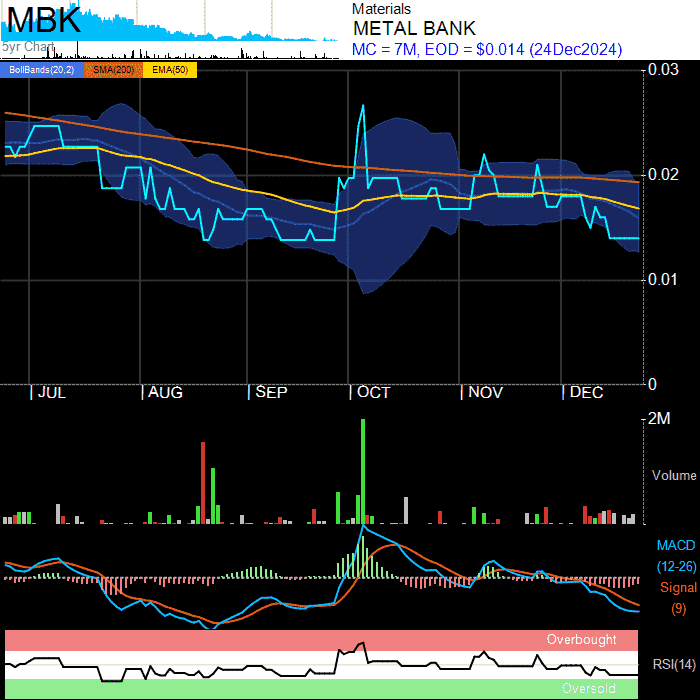 MBK
5yr Chart
Materials
METAL BANK
MC = 7M, EOD = $0.014 (24Dec2024)
BollBands(20,2) SMA(200) EMA(50)
0.03
0.02
0.01
0
JUL AUG SEP OCT NOV DEC
2M
Volume
MACD
(12-26)
Signal
(9)
Overbought
RSI(14)
Oversold